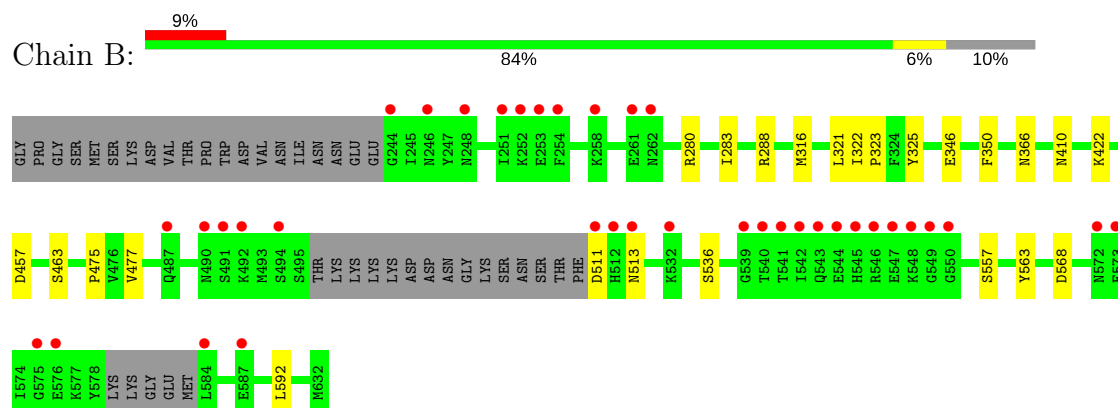 9%
Chain B:
84% 6% 10%
GLY PRO GLY SER MET SER LYS ASP VAL THR PRO TRP ASP VAL ASN ILE ASN ASN GLU GLU G244 I245 N246 Y247 N248 I251 K252 E253 F254 K258 E261 N262 R280 I283 R288 M316 L321 I322 P323 F324 Y325 E346 F350 N366 N410 K422
D457 S463 P475 V476 V477 Q487 N490 S491 K492 M493 S494 S495 THR LYS LYS LYS LYS ASP ASP ASN GLY LYS SER ASN SER THR PHE D511 H512 N513 K532 S536 G539 T540 T541 I542 Q543 E544 H545 R546 E547 K548 G549 G550 S557 Y563 D568 N572 E573
I574 G575 E576 K577 Y578 LYS LYS GLY GLU MET L584 E587 L592 M632